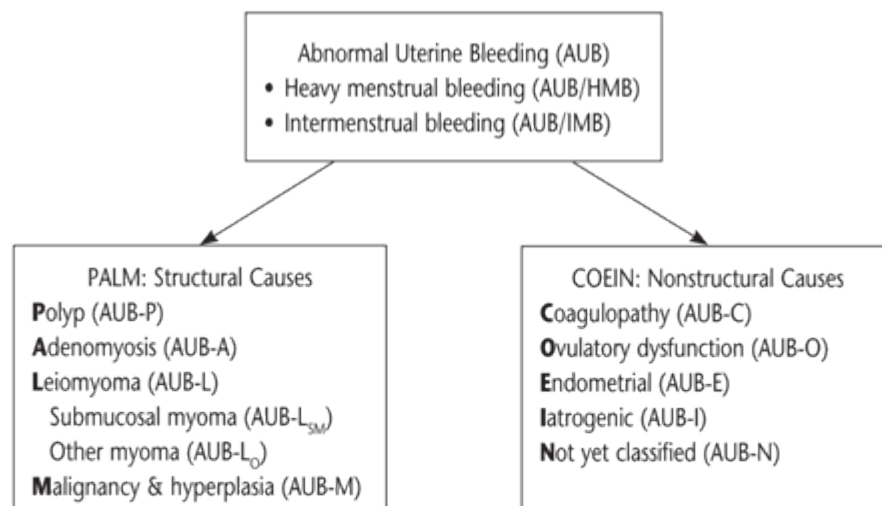 Abnormal Uterine Bleeding (AUB)
• Heavy menstrual bleeding (AUB/HMB)
• Intermenstrual bleeding (AUB/IMB)
PALM: Structural Causes
Polyp (AUB-P)
Adenomyosis (AUB-A)
Leiomyoma (AUB-L)
Submucosal myoma (AUB-L_SM)
Other myoma (AUB-L_O)
Malignancy & hyperplasia (AUB-M)
COEIN: Nonstructural Causes
Coagulopathy (AUB-C)
Ovulatory dysfunction (AUB-O)
Endometrial (AUB-E)
Iatrogenic (AUB-I)
Not yet classified (AUB-N)